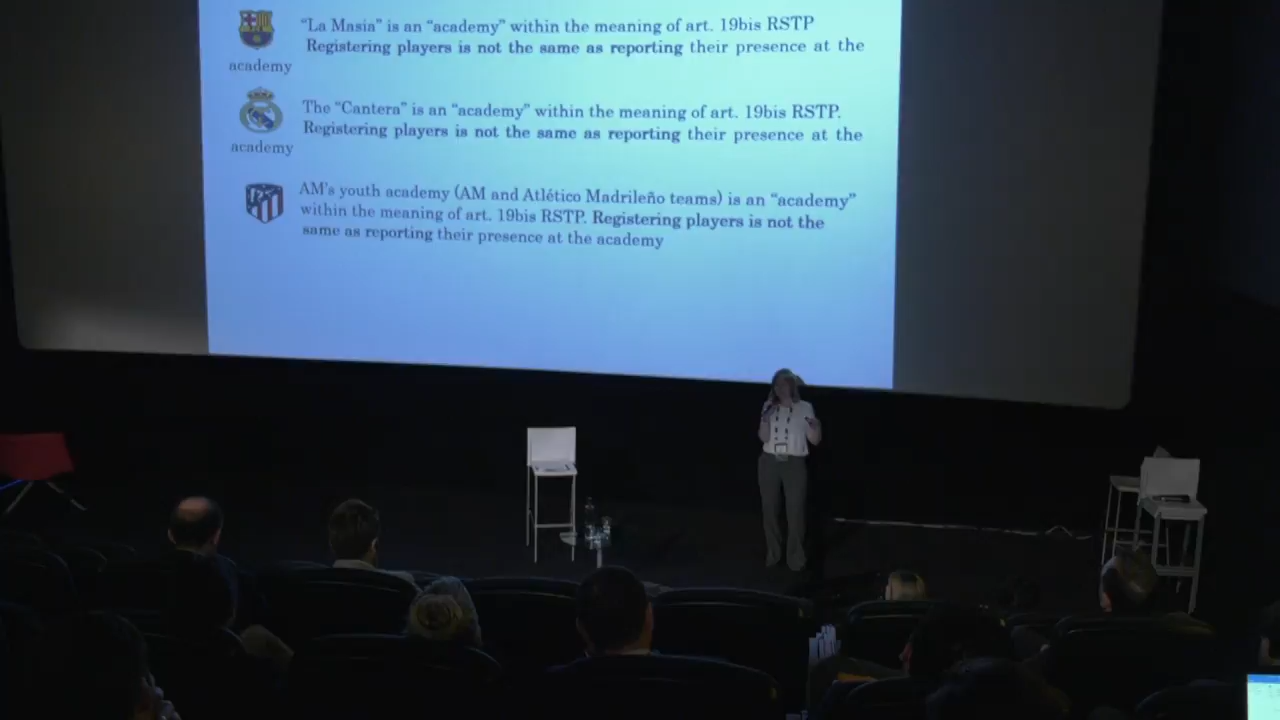 “La Masia” is an “academy” within the meaning of art. 19bis RSTP
Registering players is not the same as reporting their presence at the
academy
The “Cantera” is an “academy” within the meaning of art. 19bis RSTP.
Registering players is not the same as reporting their presence at the
academy
AM’s youth academy (AM and Atlético Madrileño teams) is an “academy”
within the meaning of art. 19bis RSTP. Registering players is not the
same as reporting their presence at the academy